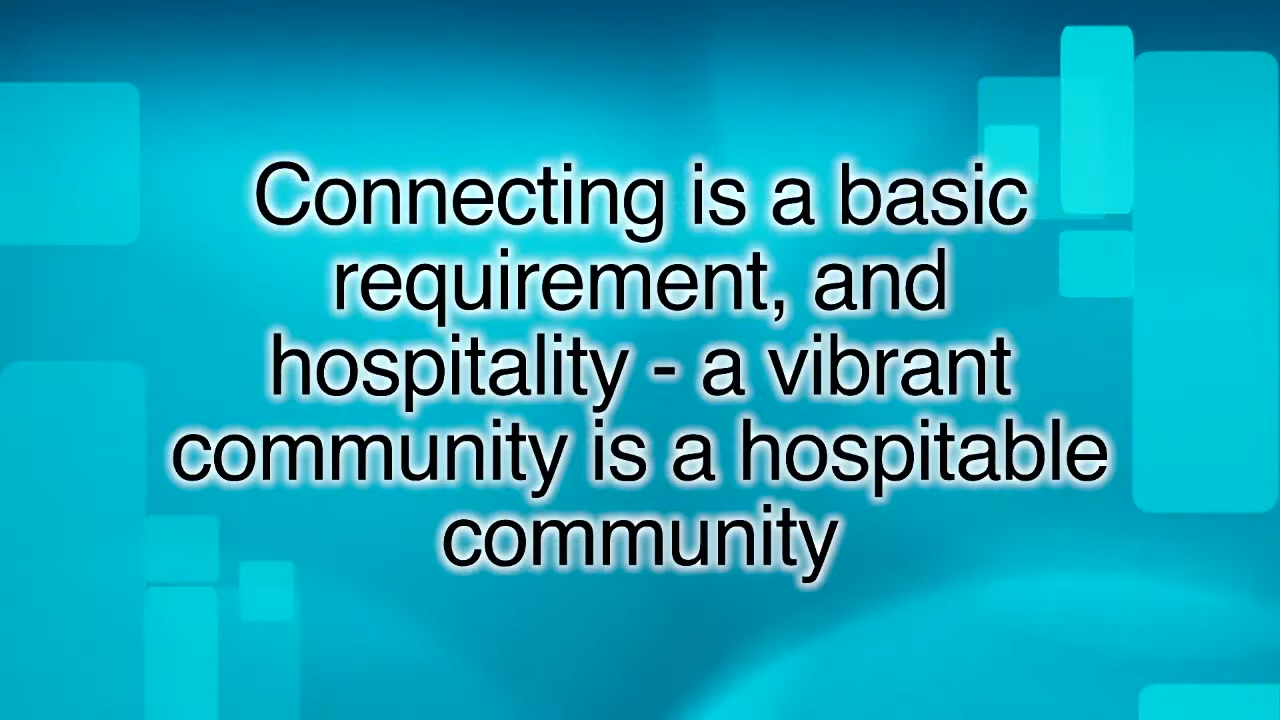 Connecting is a basic
requirement, and
hospitality - a vibrant
community is a hospitable
community